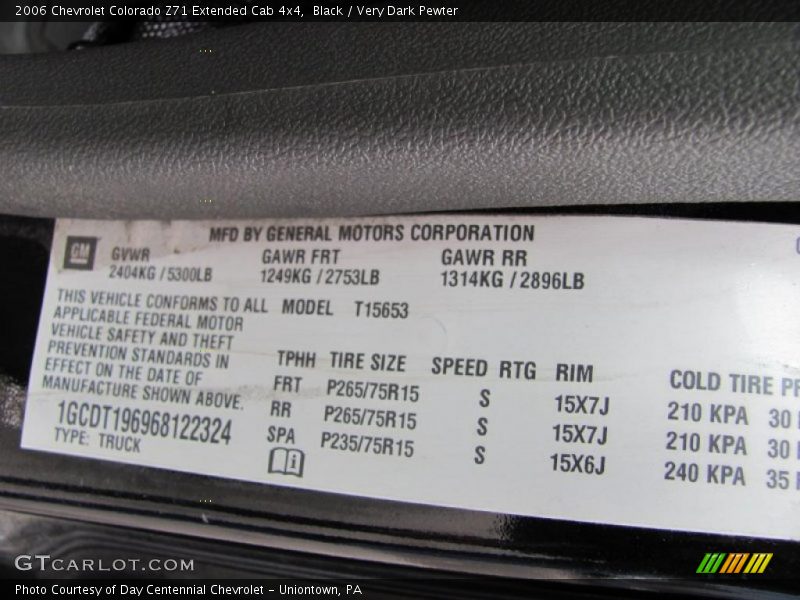 2006 Chevrolet Colorado Z71 Extended Cab 4x4, Black / Very Dark Pewter
MFD BY GENERAL MOTORS CORPORATION
GM
GVWR GAWR FRT GAWR RR
2404KG / 5300LB 1249KG / 2753LB 1314KG / 2896LB
THIS VEHICLE CONFORMS TO ALL
APPLICABLE FEDERAL MOTOR
VEHICLE SAFETY AND THEFT
PREVENTION STANDARDS IN
EFFECT ON THE DATE OF
MANUFACTURE SHOWN ABOVE.
1GCDT196968122324
TYPE: TRUCK
MODEL T15653
TPHH TIRE SIZE SPEED RTG RIM COLD TIRE PR
FRT P265/75R15 S 15X7J 210 KPA 30
RR P265/75R15 S 15X7J 210 KPA 30
SPA P235/75R15 S 15X6J 240 KPA 35
GTCARLOT.COM
Photo Courtesy of Day Centennial Chevrolet - Uniontown, PA